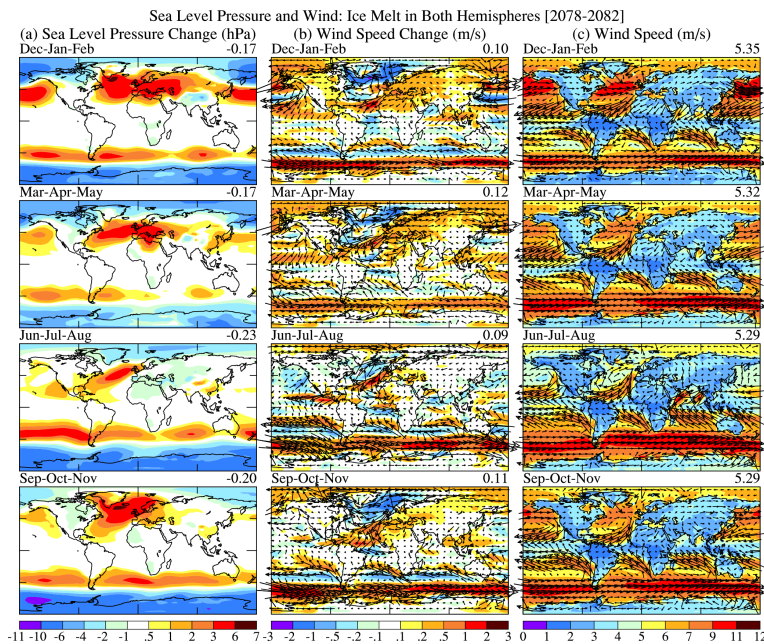 Sea Level Pressure and Wind: Ice Melt in Both Hemispheres [2078-2082]
(a) Sea Level Pressure Change (hPa) (b) Wind Speed Change (m/s) (c) Wind Speed (m/s)
Dec-Jan-Feb -0.17 Dec-Jan-Feb 0.10 Dec-Jan-Feb 5.35
Mar-Apr-May -0.17 Mar-Apr-May 0.12 Mar-Apr-May 5.32
Jun-Jul-Aug -0.23 Jun-Jul-Aug 0.09 Jun-Jul-Aug 5.29
Sep-Oct-Nov -0.20 Sep-Oct-Nov 0.11 Sep-Oct-Nov 5.29
-11 -10 -6 -4 -2 -1 .5 1 2 3 6 7 -3 -2 -1 -.5 -.2 -.1 .1 .2 .5 1 2 3 0 1 2 3 4 5 6 7 8 10 11 12